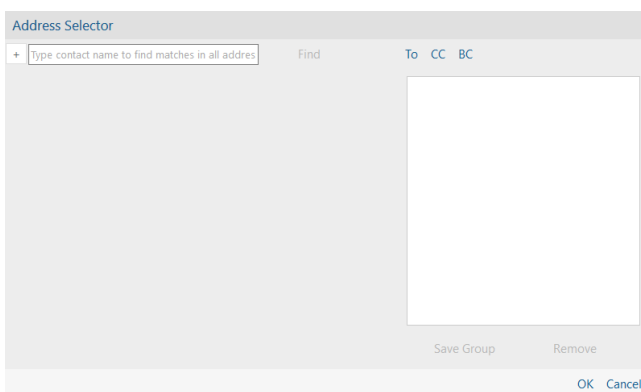 Address Selector
+ Type contact name to find matches in all addres Find To CC BC
Save Group Remove
OK Cancel